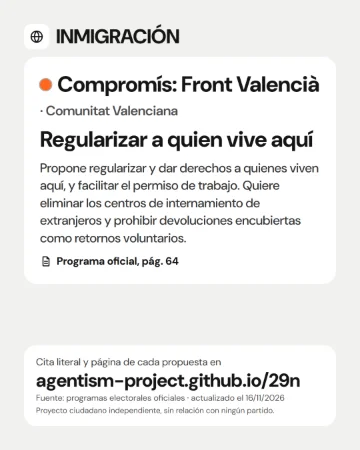 INMIGRACIÓN
Compromís: Front Valencià
· Comunitat Valenciana
Regularizar a quien vive aquí
Propone regularizar y dar derechos a quienes viven
aquí, y facilitar el permiso de trabajo. Quiere
eliminar los centros de internamiento de
extranjeros y prohibir devoluciones encubiertas
como retornos voluntarios.
Programa oficial, pág. 64
Cita literal y página de cada propuesta en
agentism-project.github.io/29n
Fuente: programas electorales oficiales · actualizado el 16/11/2026
Proyecto ciudadano independiente, sin relación con ningún partido.